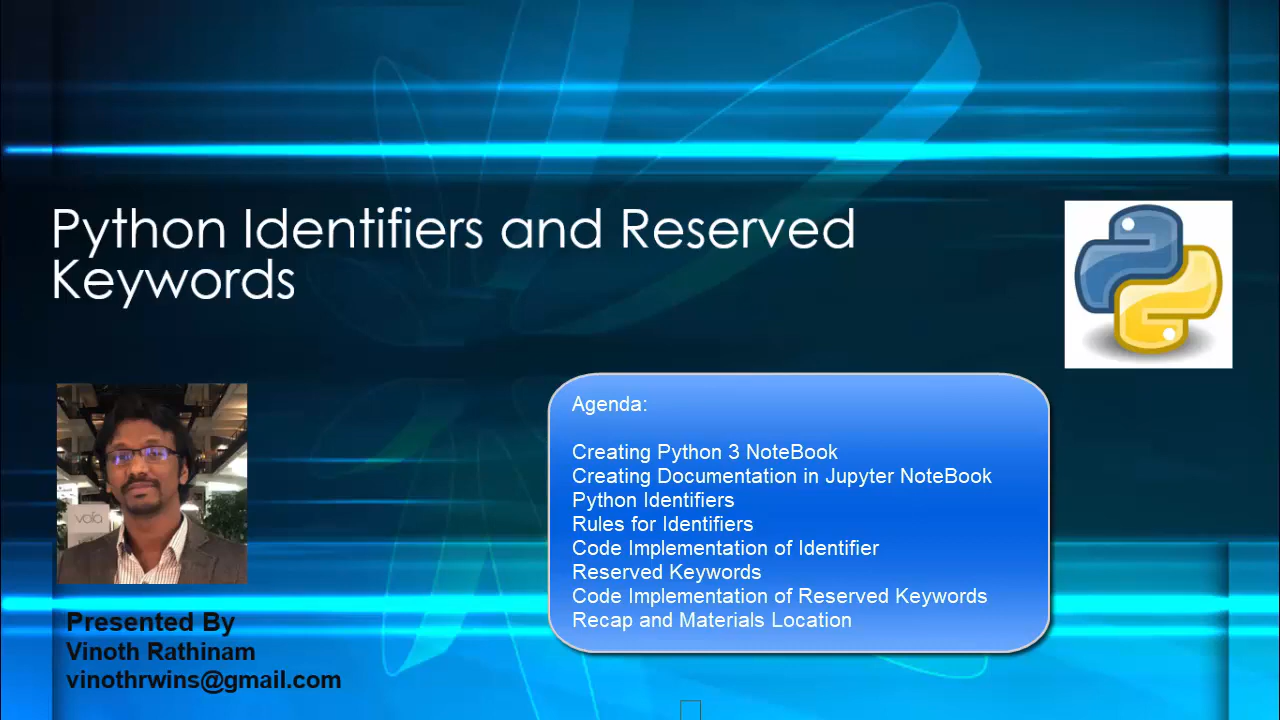 Python Identifiers and Reserved
Keywords
Agenda:
Creating Python 3 NoteBook
Creating Documentation in Jupyter NoteBook
Python Identifiers
Rules for Identifiers
Code Implementation of Identifier
Reserved Keywords
Code Implementation of Reserved Keywords
Recap and Materials Location
voia
Presented By
Vinoth Rathinam
vinothrwins@gmail.com